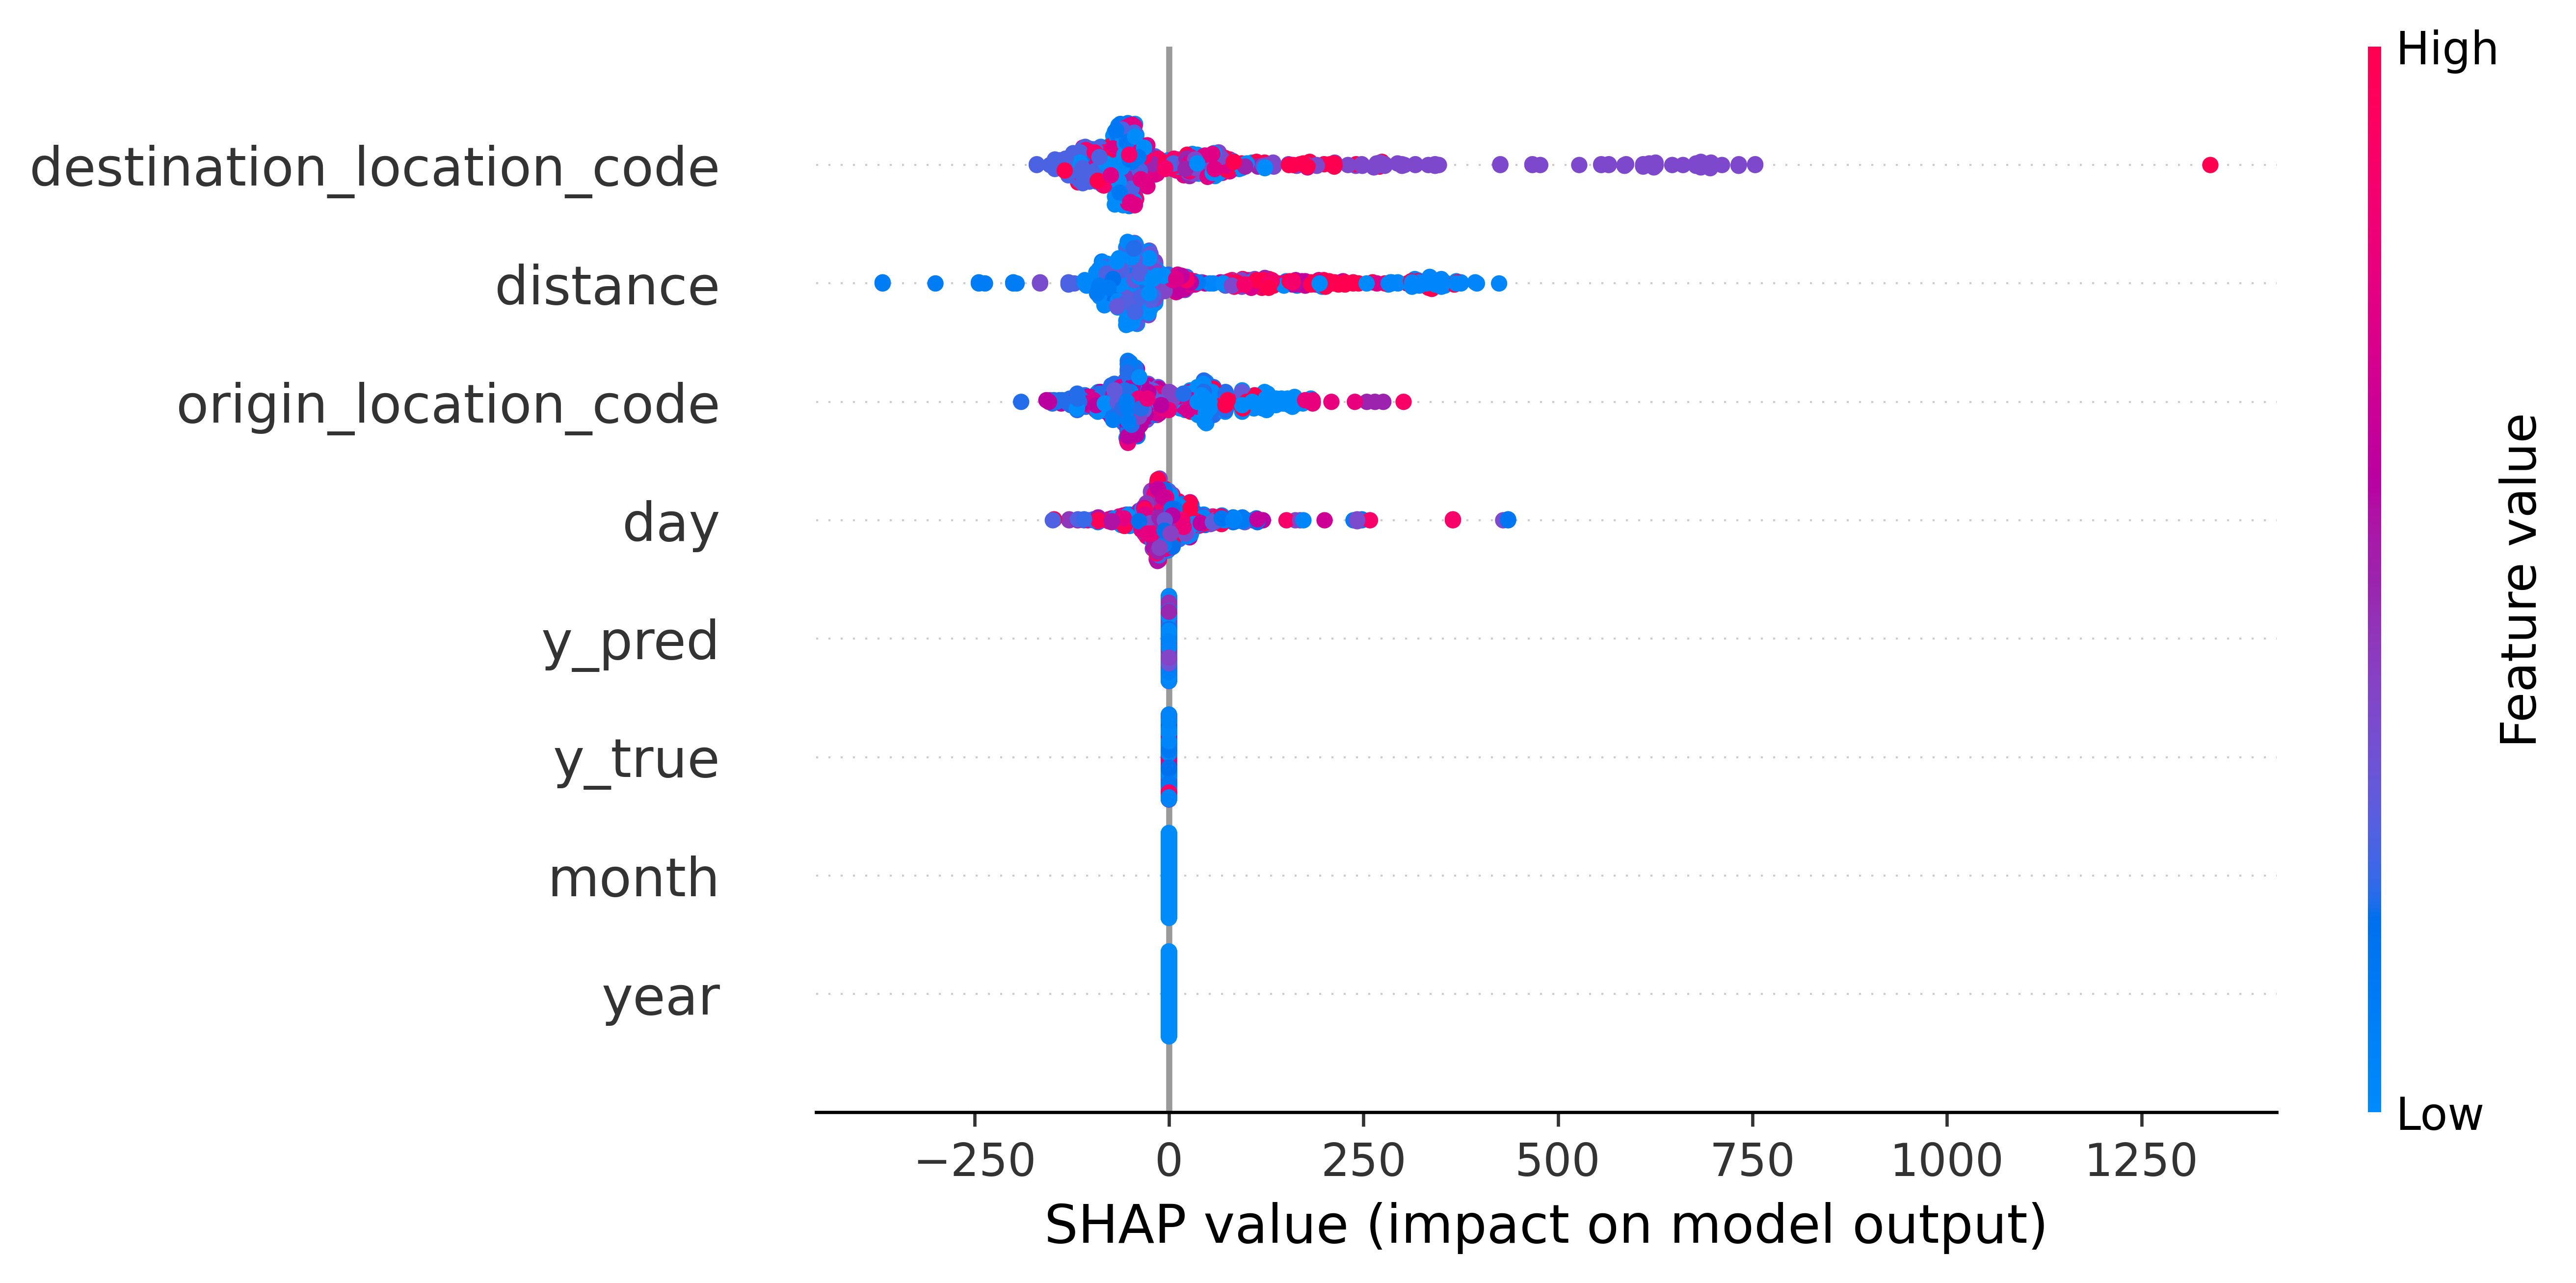 High
destination_location_code
distance
origin_location_code
day
y_pred
y_true
month
year
Low
Feature value
−250 0 250 500 750 1000 1250
SHAP value (impact on model output)